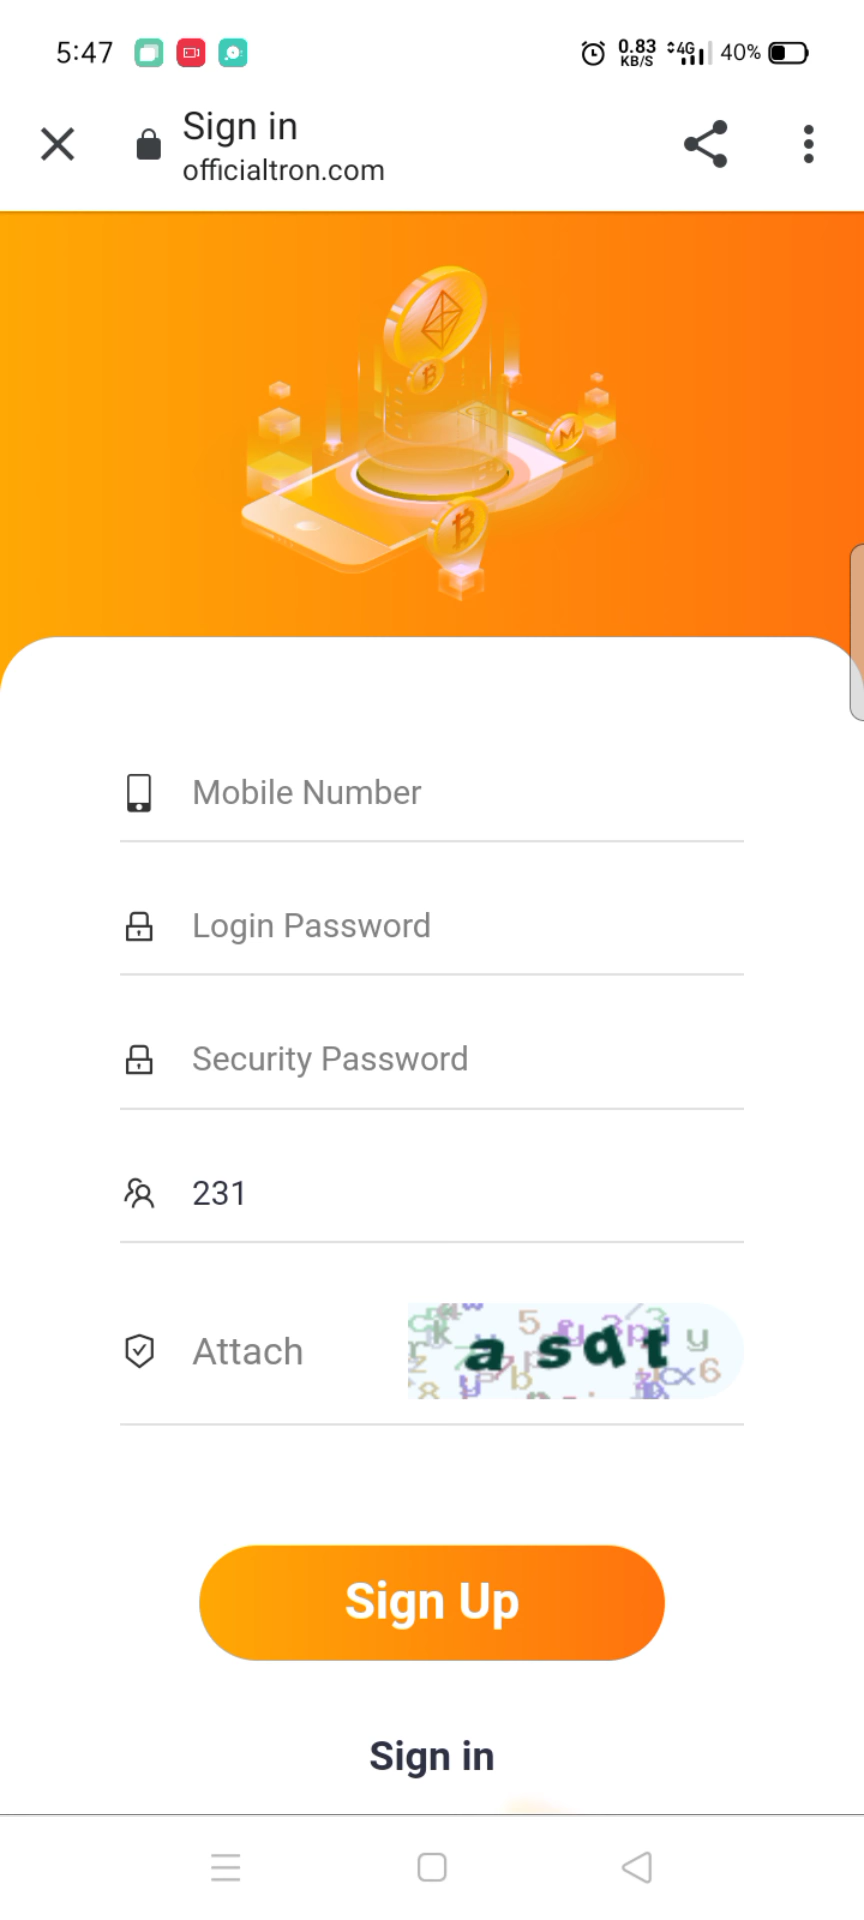 5:47 0.83 KB/S 4G 40%
Sign in
officialtron.com
Mobile Number
Login Password
Security Password
231
Attach asqt
Sign Up
Sign in